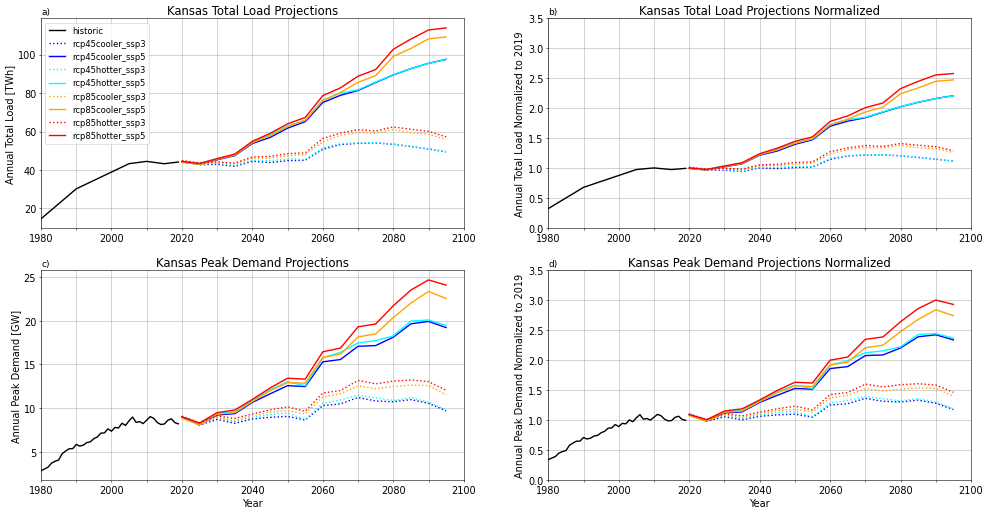 a)
Kansas Total Load Projections
Annual Total Load [TWh]
20
40
60
80
100
1980
2000
2020
2040
2060
2080
2100
historic
rcp45cooler_ssp3
rcp45cooler_ssp5
rcp45hotter_ssp3
rcp45hotter_ssp5
rcp85cooler_ssp3
rcp85cooler_ssp5
rcp85hotter_ssp3
rcp85hotter_ssp5
b)
Kansas Total Load Projections Normalized
Annual Total Load Normalized to 2019
0.0
0.5
1.0
1.5
2.0
2.5
3.0
3.5
1980
2000
2020
2040
2060
2080
2100
c)
Kansas Peak Demand Projections
Annual Peak Demand [GW]
5
10
15
20
25
1980
2000
2020
2040
2060
2080
2100
Year
d)
Kansas Peak Demand Projections Normalized
Annual Peak Demand Normalized to 2019
0.0
0.5
1.0
1.5
2.0
2.5
3.0
3.5
1980
2000
2020
2040
2060
2080
2100
Year